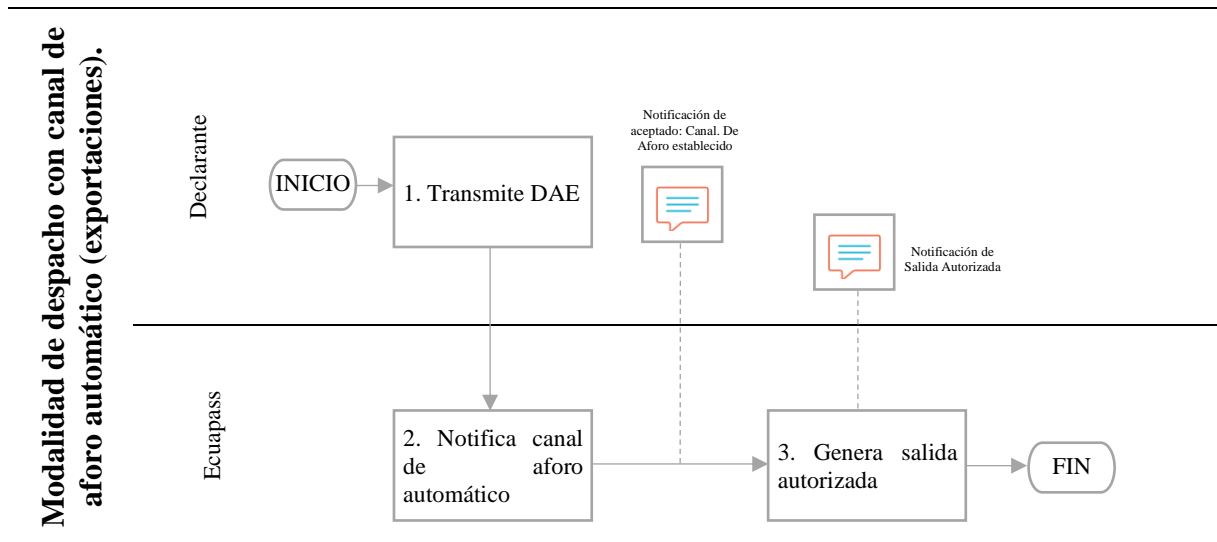 Modalidad de despacho con canal de
aforo automático (exportaciones).
Declarante
INICIO
1. Transmite DAE
Notificación de
aceptado: Canal. De
Aforo establecido
Notificación de
Salida Autorizada
Ecuapass
2. Notifica canal
de aforo
automático
3. Genera salida
autorizada
FIN